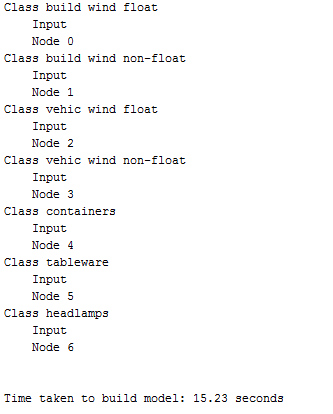 Class build wind float
Input
Node 0
Class build wind non-float
Input
Node 1
Class vehic wind float
Input
Node 2
Class vehic wind non-float
Input
Node 3
Class containers
Input
Node 4
Class tableware
Input
Node 5
Class headlamps
Input
Node 6
Time taken to build model: 15.23 seconds